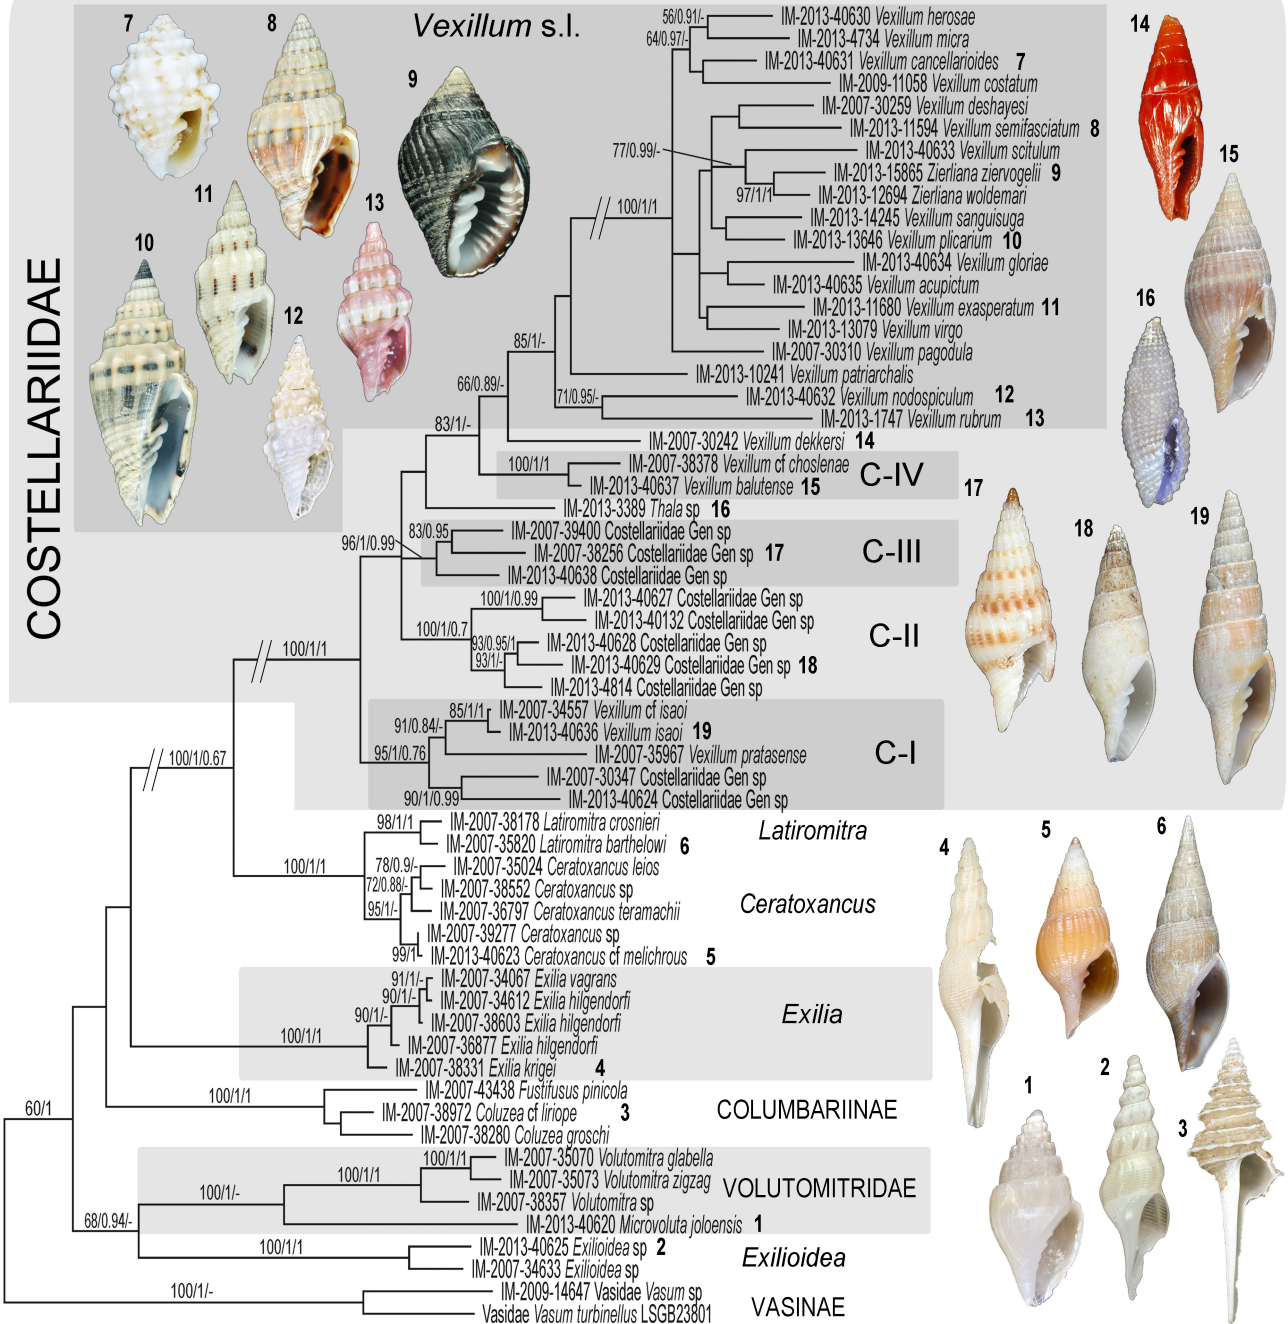 Vexillum s.l.
COSTELLARIIDAE
7
8
9
10
11
12
13
14
15
16
17
18
19
4
5
6
1
2
3
56/0.91/-
64/0.97/-
IM-2013-40630 Vexillum herosae
IM-2013-4734 Vexillum micra
IM-2013-40631 Vexillum cancellarioides 7
IM-2009-11058 Vexillum costatum
IM-2007-30259 Vexillum deshayesi
IM-2013-11594 Vexillum semifasciatum 8
77/0.99/-
IM-2013-40633 Vexillum scitulum
IM-2013-15865 Zierliana ziervogelii 9
97/1/1
IM-2013-12694 Zierliana woldemari
100/1/1
IM-2013-14245 Vexillum sanguisuga
IM-2013-13646 Vexillum plicarium 10
IM-2013-40634 Vexillum gloriae
IM-2013-40635 Vexillum acupictum
IM-2013-11680 Vexillum exasperatum 11
IM-2013-13079 Vexillum virgo
85/1/-
IM-2007-30310 Vexillum pagodula
IM-2013-10241 Vexillum patriarchalis
66/0.89/-
71/0.95/-
IM-2013-40632 Vexillum nodospiculum 12
IM-2013-1747 Vexillum rubrum 13
83/1/-
IM-2007-30242 Vexillum dekkersi 14
100/1/1
IM-2007-38378 Vexillum cf choslenae
IM-2013-40637 Vexillum balutense 15
C-IV
IM-2013-3389 Thala sp 16
96/1/0.99
83/0.95
IM-2007-39400 Costellariidae Gen sp
IM-2007-38256 Costellariidae Gen sp 17
C-III
IM-2013-40638 Costellariidae Gen sp
100/1/0.99
IM-2013-40627 Costellariidae Gen sp
IM-2013-40132 Costellariidae Gen sp
100/1/0.7
C-II
93/0.95/1
IM-2013-40628 Costellariidae Gen sp
93/1/-
IM-2013-40629 Costellariidae Gen sp 18
IM-2013-4814 Costellariidae Gen sp
100/1/1
85/1/1
IM-2007-34557 Vexillum cf isaoi
91/0.84/-
IM-2013-40636 Vexillum isaoi 19
95/1/0.76
IM-2007-35967 Vexillum pratasense
C-I
IM-2007-30347 Costellariidae Gen sp
90/1/0.99
IM-2013-40624 Costellariidae Gen sp
100/1/0.67
98/1/1
IM-2007-38178 Latiromitra crosnieri
Latiromitra
IM-2007-35820 Latiromitra barthelowi 6
100/1/1
78/0.9/-
IM-2007-35024 Ceratoxancus leios
72/0.88/-
IM-2007-38552 Ceratoxancus sp
95/1/-
IM-2007-36797 Ceratoxancus teramachii
Ceratoxancus
IM-2007-39277 Ceratoxancus sp
99/1
IM-2013-40623 Ceratoxancus cf melichrous 5
91/1/-
IM-2007-34067 Exilia vagrans
90/1/-
IM-2007-34612 Exilia hilgendorfi
90/1/-
IM-2007-38603 Exilia hilgendorfi
Exilia
100/1/1
IM-2007-36877 Exilia hilgendorfi
IM-2007-38331 Exilia krigei 4
100/1/1
IM-2007-43438 Fustifusus pinicola
60/1
IM-2007-38972 Coluzea cf liriope 3
COLUMBARIINAE
IM-2007-38280 Coluzea groschi
100/1/1
IM-2007-35070 Volutomitra glabella
100/1/1
IM-2007-35073 Volutomitra zigzag
100/1/-
VOLUTOMITRIDAE
IM-2007-38357 Volutomitra sp
68/0.94/-
IM-2013-40620 Microvoluta joloensis 1
100/1/1
IM-2013-40625 Exilioidea sp 2
Exilioidea
IM-2007-34633 Exilioidea sp
100/1/-
IM-2009-14647 Vasidae Vasum sp
VASINAE
Vasidae Vasum turbinellus LSGB23801